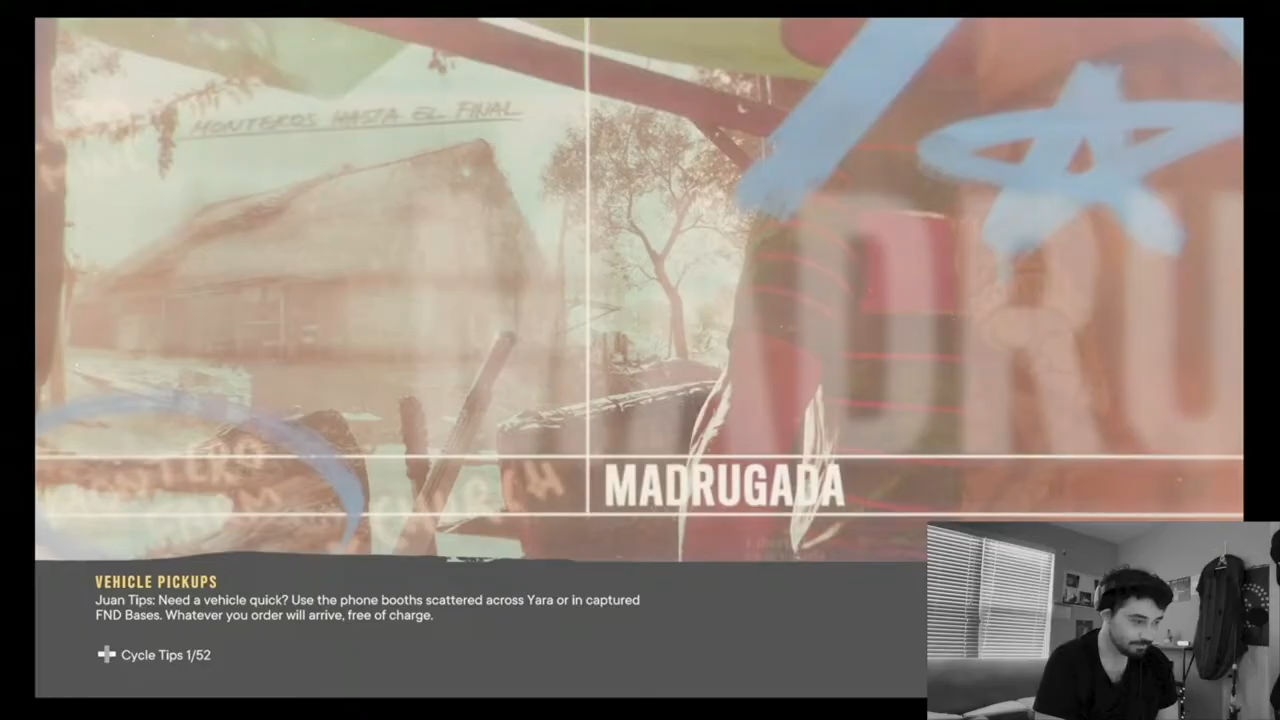 MONTEROS HASTA EL FINAL
MADRUGADA
VEHICLE PICKUPS
Juan Tips: Need a vehicle quick? Use the phone booths scattered across Yara or in captured
FND Bases. Whatever you order will arrive, free of charge.
Cycle Tips 1/52